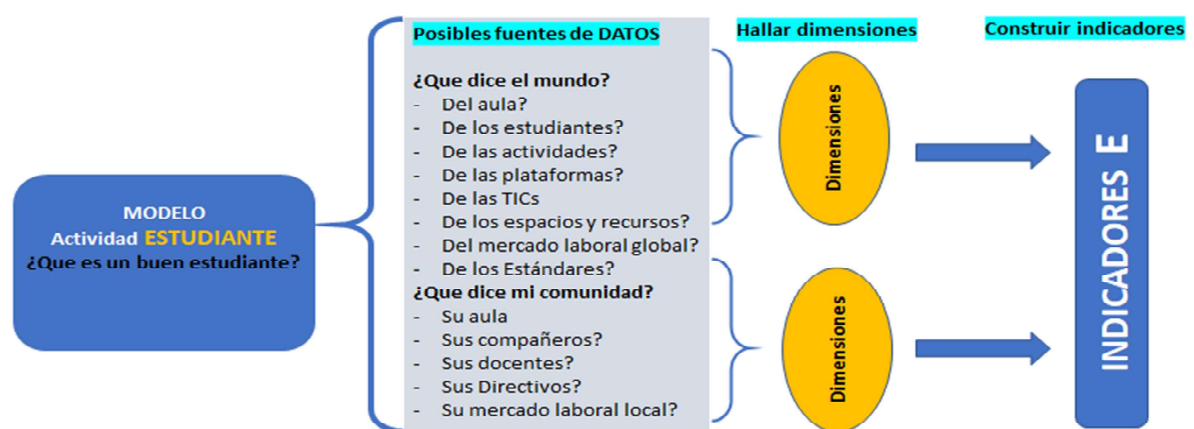 MODELO
Actividad ESTUDIANTE
¿Que es un buen estudiante?
Posibles fuentes de DATOS
¿Que dice el mundo?
- Del aula?
- De los estudiantes?
- De las actividades?
- De las plataformas?
- De las TICs
- De los espacios y recursos?
- Del mercado laboral global?
- De los Estándares?
¿Que dice mi comunidad?
- Su aula
- Sus compañeros?
- Sus docentes?
- Sus Directivos?
- Su mercado laboral local?
Hallar dimensiones
Dimensiones
Dimensiones
Construir indicadores
INDICADORES E